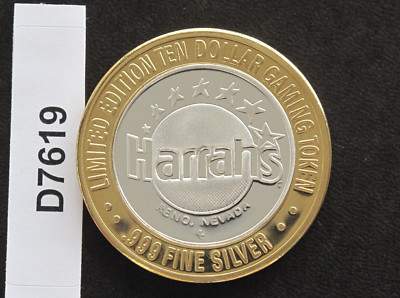 D7619
LIMITED EDITION TEN DOLLAR GAMING TOKEN
Harrah's
RENO, NEVADA
.999 FINE SILVER